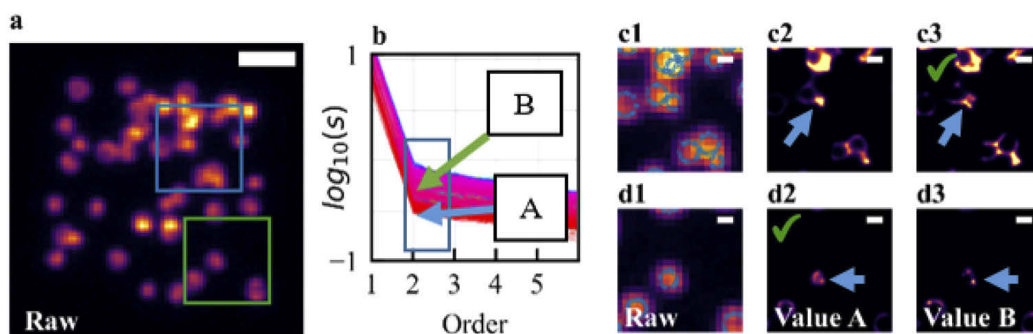 a
Raw
b
1
log₁₀(s)
−1
B
A
1 2 3 4 5
Order
c1
c2
c3
d1
Raw
d2
Value A
d3
Value B